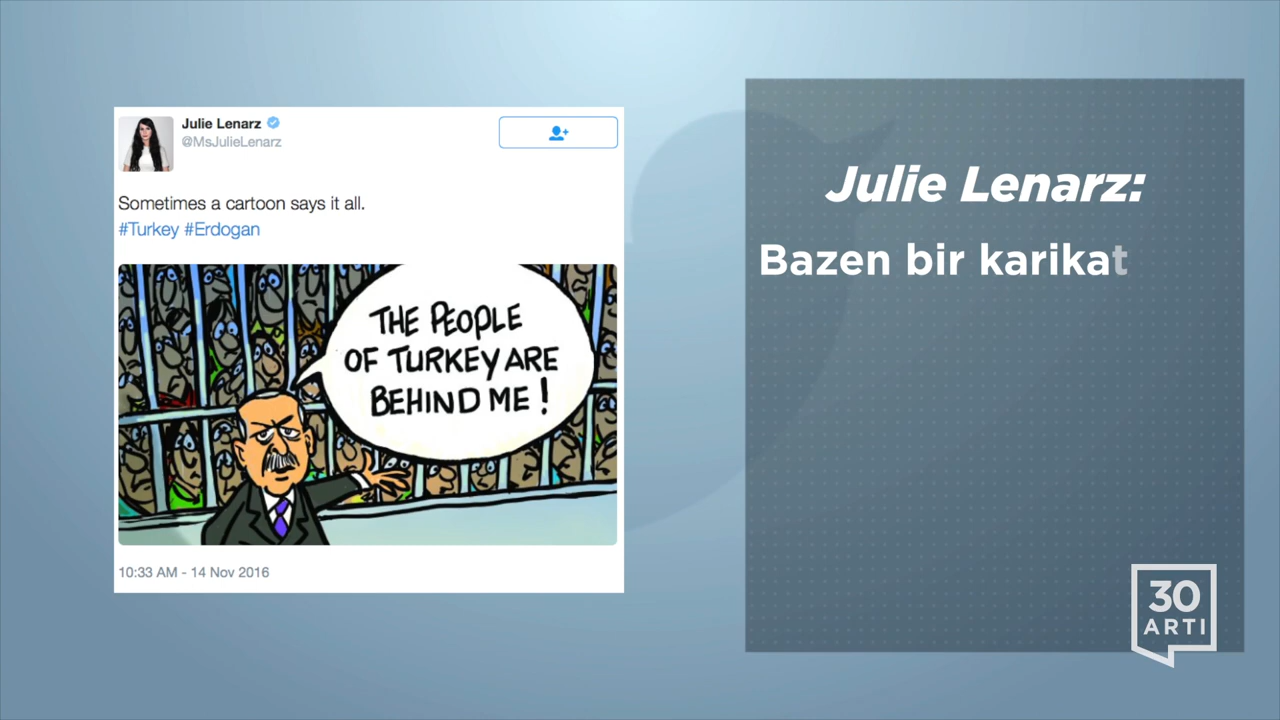 Julie Lenarz
@MsJulieLenarz
Sometimes a cartoon says it all.
#Turkey #Erdogan
THE PEOPLE
OF TURKEY ARE
BEHIND ME!
10:33 AM - 14 Nov 2016
Julie Lenarz:
Bazen bir karikat
30
ARTI